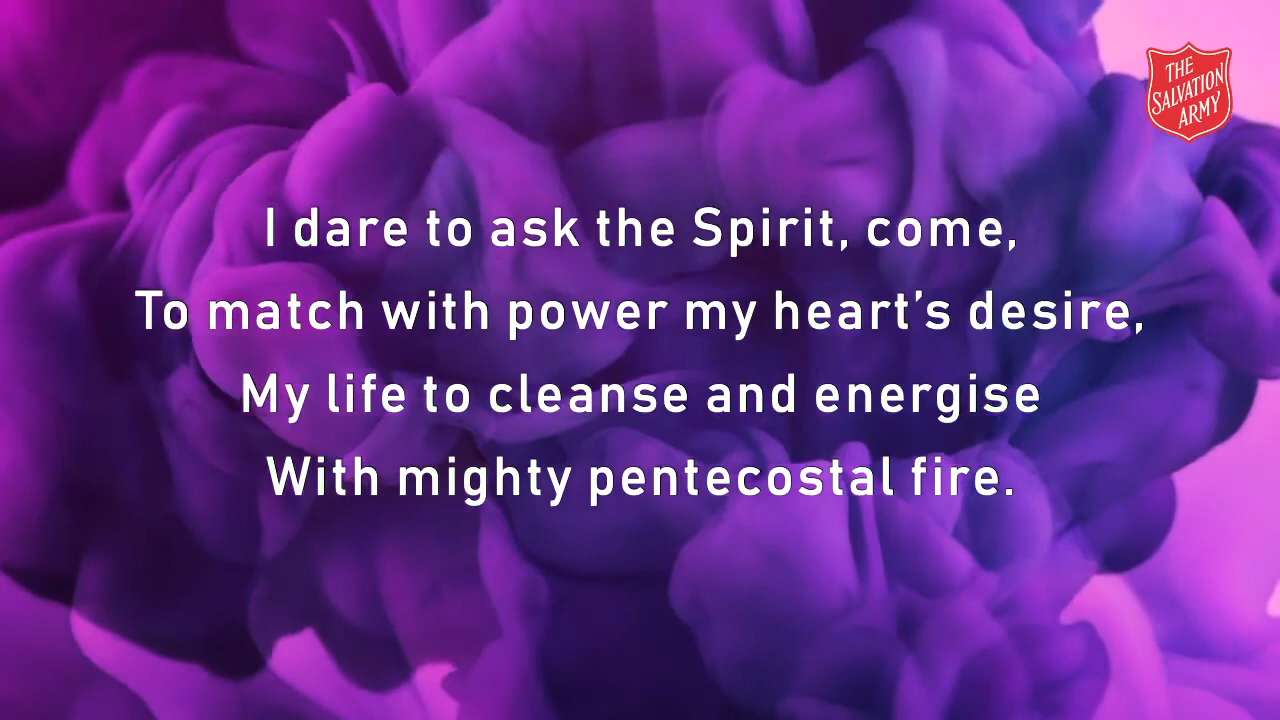 THE
SALVATION
ARMY
I dare to ask the Spirit, come,
To match with power my heart’s desire,
My life to cleanse and energise
With mighty pentecostal fire.